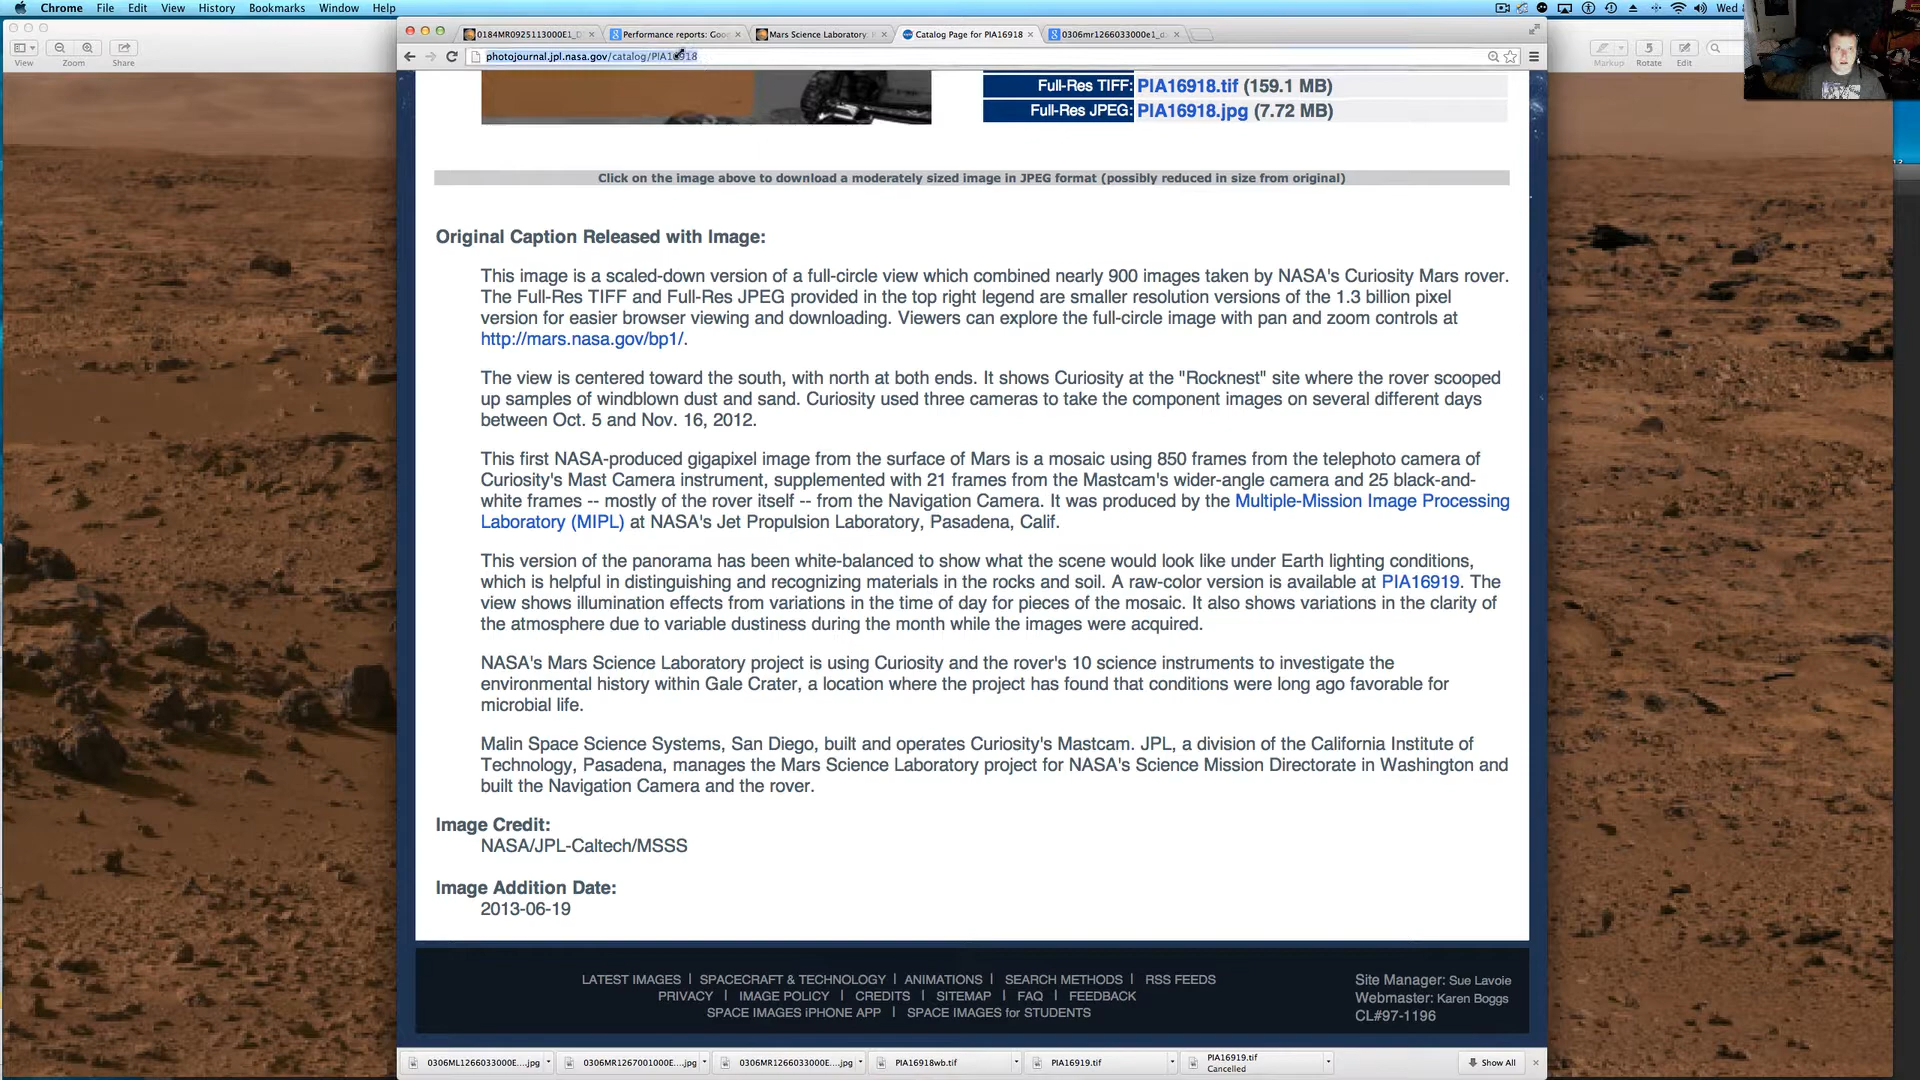 Chrome File Edit View History Bookmarks Window Help Wed
View Zoom Share
Markup Rotate Edit
0184MR0925113000E1_D Performance reports: Goo Mars Science Laboratory: Catalog Page for PIA16918 0306mr1266033000e1_d
photojournal.jpl.nasa.gov/catalog/PIA16918
Full-Res TIFF: PIA16918.tif (159.1 MB)
Full-Res JPEG: PIA16918.jpg (7.72 MB)
Click on the image above to download a moderately sized image in JPEG format (possibly reduced in size from original)
Original Caption Released with Image:
This image is a scaled-down version of a full-circle view which combined nearly 900 images taken by NASA's Curiosity Mars rover.
The Full-Res TIFF and Full-Res JPEG provided in the top right legend are smaller resolution versions of the 1.3 billion pixel
version for easier browser viewing and downloading. Viewers can explore the full-circle image with pan and zoom controls at
http://mars.nasa.gov/bp1/.
The view is centered toward the south, with north at both ends. It shows Curiosity at the "Rocknest" site where the rover scooped
up samples of windblown dust and sand. Curiosity used three cameras to take the component images on several different days
between Oct. 5 and Nov. 16, 2012.
This first NASA-produced gigapixel image from the surface of Mars is a mosaic using 850 frames from the telephoto camera of
Curiosity's Mast Camera instrument, supplemented with 21 frames from the Mastcam's wider-angle camera and 25 black-and-
white frames -- mostly of the rover itself -- from the Navigation Camera. It was produced by the Multiple-Mission Image Processing
Laboratory (MIPL) at NASA's Jet Propulsion Laboratory, Pasadena, Calif.
This version of the panorama has been white-balanced to show what the scene would look like under Earth lighting conditions,
which is helpful in distinguishing and recognizing materials in the rocks and soil. A raw-color version is available at PIA16919. The
view shows illumination effects from variations in the time of day for pieces of the mosaic. It also shows variations in the clarity of
the atmosphere due to variable dustiness during the month while the images were acquired.
NASA's Mars Science Laboratory project is using Curiosity and the rover's 10 science instruments to investigate the
environmental history within Gale Crater, a location where the project has found that conditions were long ago favorable for
microbial life.
Malin Space Science Systems, San Diego, built and operates Curiosity's Mastcam. JPL, a division of the California Institute of
Technology, Pasadena, manages the Mars Science Laboratory project for NASA's Science Mission Directorate in Washington and
built the Navigation Camera and the rover.
Image Credit:
NASA/JPL-Caltech/MSSS
Image Addition Date:
2013-06-19
LATEST IMAGES | SPACECRAFT & TECHNOLOGY | ANIMATIONS | SEARCH METHODS | RSS FEEDS
PRIVACY | IMAGE POLICY | CREDITS | SITEMAP | FAQ | FEEDBACK
SPACE IMAGES iPHONE APP | SPACE IMAGES for STUDENTS
Site Manager: Sue Lavoie
Webmaster: Karen Boggs
CL#97-1196
0306ML1266033000E....jpg 0306MR1267001000E....jpg 0306MR1266033000E....jpg PIA16918wb.tif PIA16919.tif PIA16919.tif Show All
Cancelled